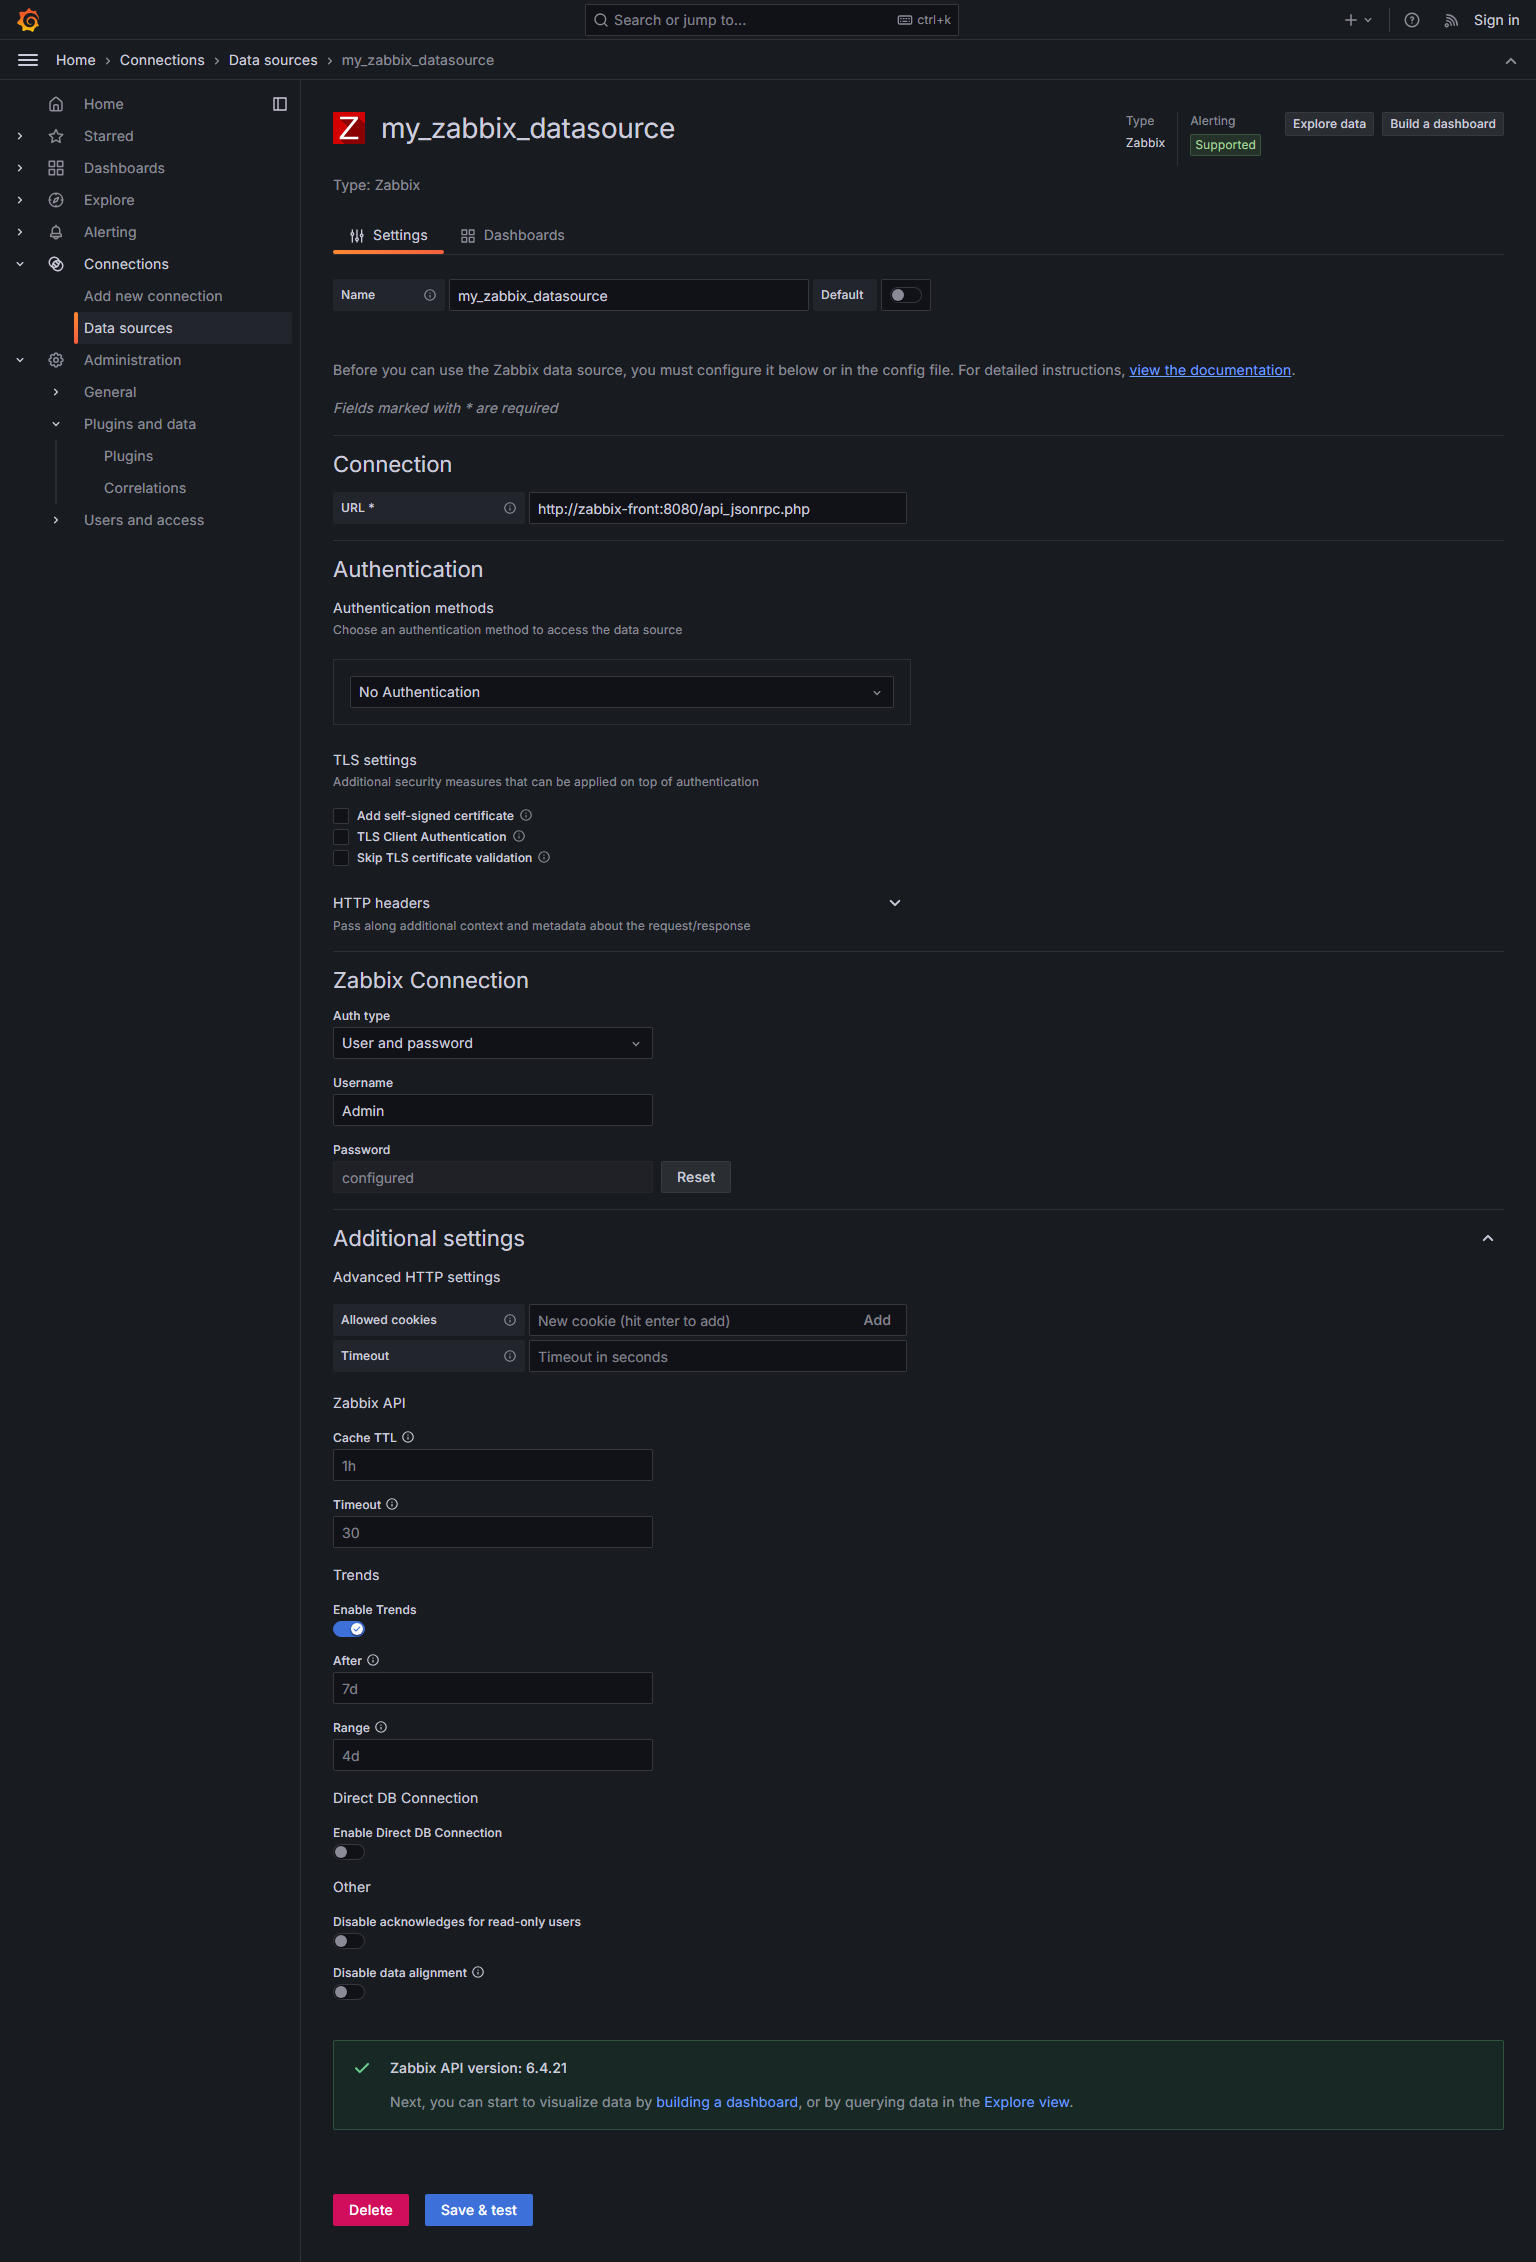 Search or jump to...
ctrl+k
Sign in
Home
Connections
Data sources
my_zabbix_datasource
Home
Starred
Dashboards
Explore
Alerting
Connections
Add new connection
Data sources
Administration
General
Plugins and data
Plugins
Correlations
Users and access
Z
my_zabbix_datasource
Type
Zabbix
Alerting
Supported
Explore data
Build a dashboard
Type: Zabbix
Settings
Dashboards
Name
my_zabbix_datasource
Default
Before you can use the Zabbix data source, you must configure it below or in the config file. For detailed instructions, view the documentation.
Fields marked with * are required
Connection
URL *
http://zabbix-front:8080/api_jsonrpc.php
Authentication
Authentication methods
Choose an authentication method to access the data source
No Authentication
TLS settings
Additional security measures that can be applied on top of authentication
Add self-signed certificate
TLS Client Authentication
Skip TLS certificate validation
HTTP headers
Pass along additional context and metadata about the request/response
Zabbix Connection
Auth type
User and password
Username
Admin
Password
configured
Reset
Additional settings
Advanced HTTP settings
Allowed cookies
New cookie (hit enter to add)
Add
Timeout
Timeout in seconds
Zabbix API
Cache TTL
1h
Timeout
30
Trends
Enable Trends
After
7d
Range
4d
Direct DB Connection
Enable Direct DB Connection
Other
Disable acknowledges for read-only users
Disable data alignment
Zabbix API version: 6.4.21
Next, you can start to visualize data by building a dashboard, or by querying data in the Explore view.
Delete
Save & test